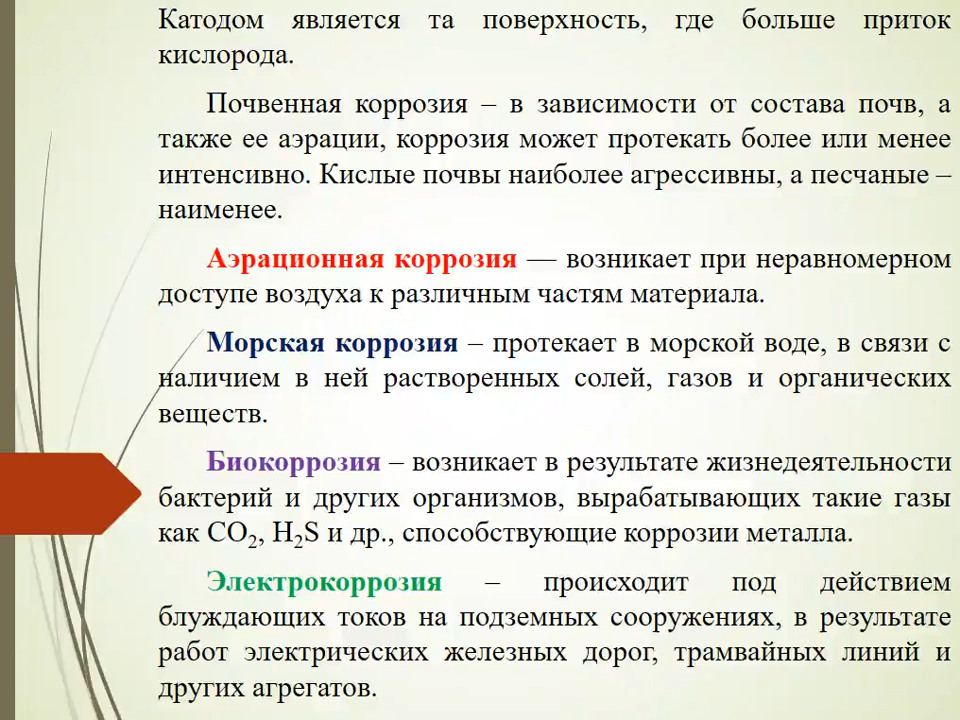 Катодом является та поверхность, где больше приток
кислорода.
Почвенная коррозия – в зависимости от состава почв, а
также ее аэрации, коррозия может протекать более или менее
интенсивно. Кислые почвы наиболее агрессивны, а песчаные –
наименее.
Аэрационная коррозия — возникает при неравномерном
доступе воздуха к различным частям материала.
Морская коррозия – протекает в морской воде, в связи с
наличием в ней растворенных солей, газов и органических
веществ.
Биокоррозия – возникает в результате жизнедеятельности
бактерий и других организмов, вырабатывающих такие газы
как CO₂, H₂S и др., способствующие коррозии металла.
Электрокоррозия – происходит под действием
блуждающих токов на подземных сооружениях, в результате
работ электрических железных дорог, трамвайных линий и
других агрегатов.